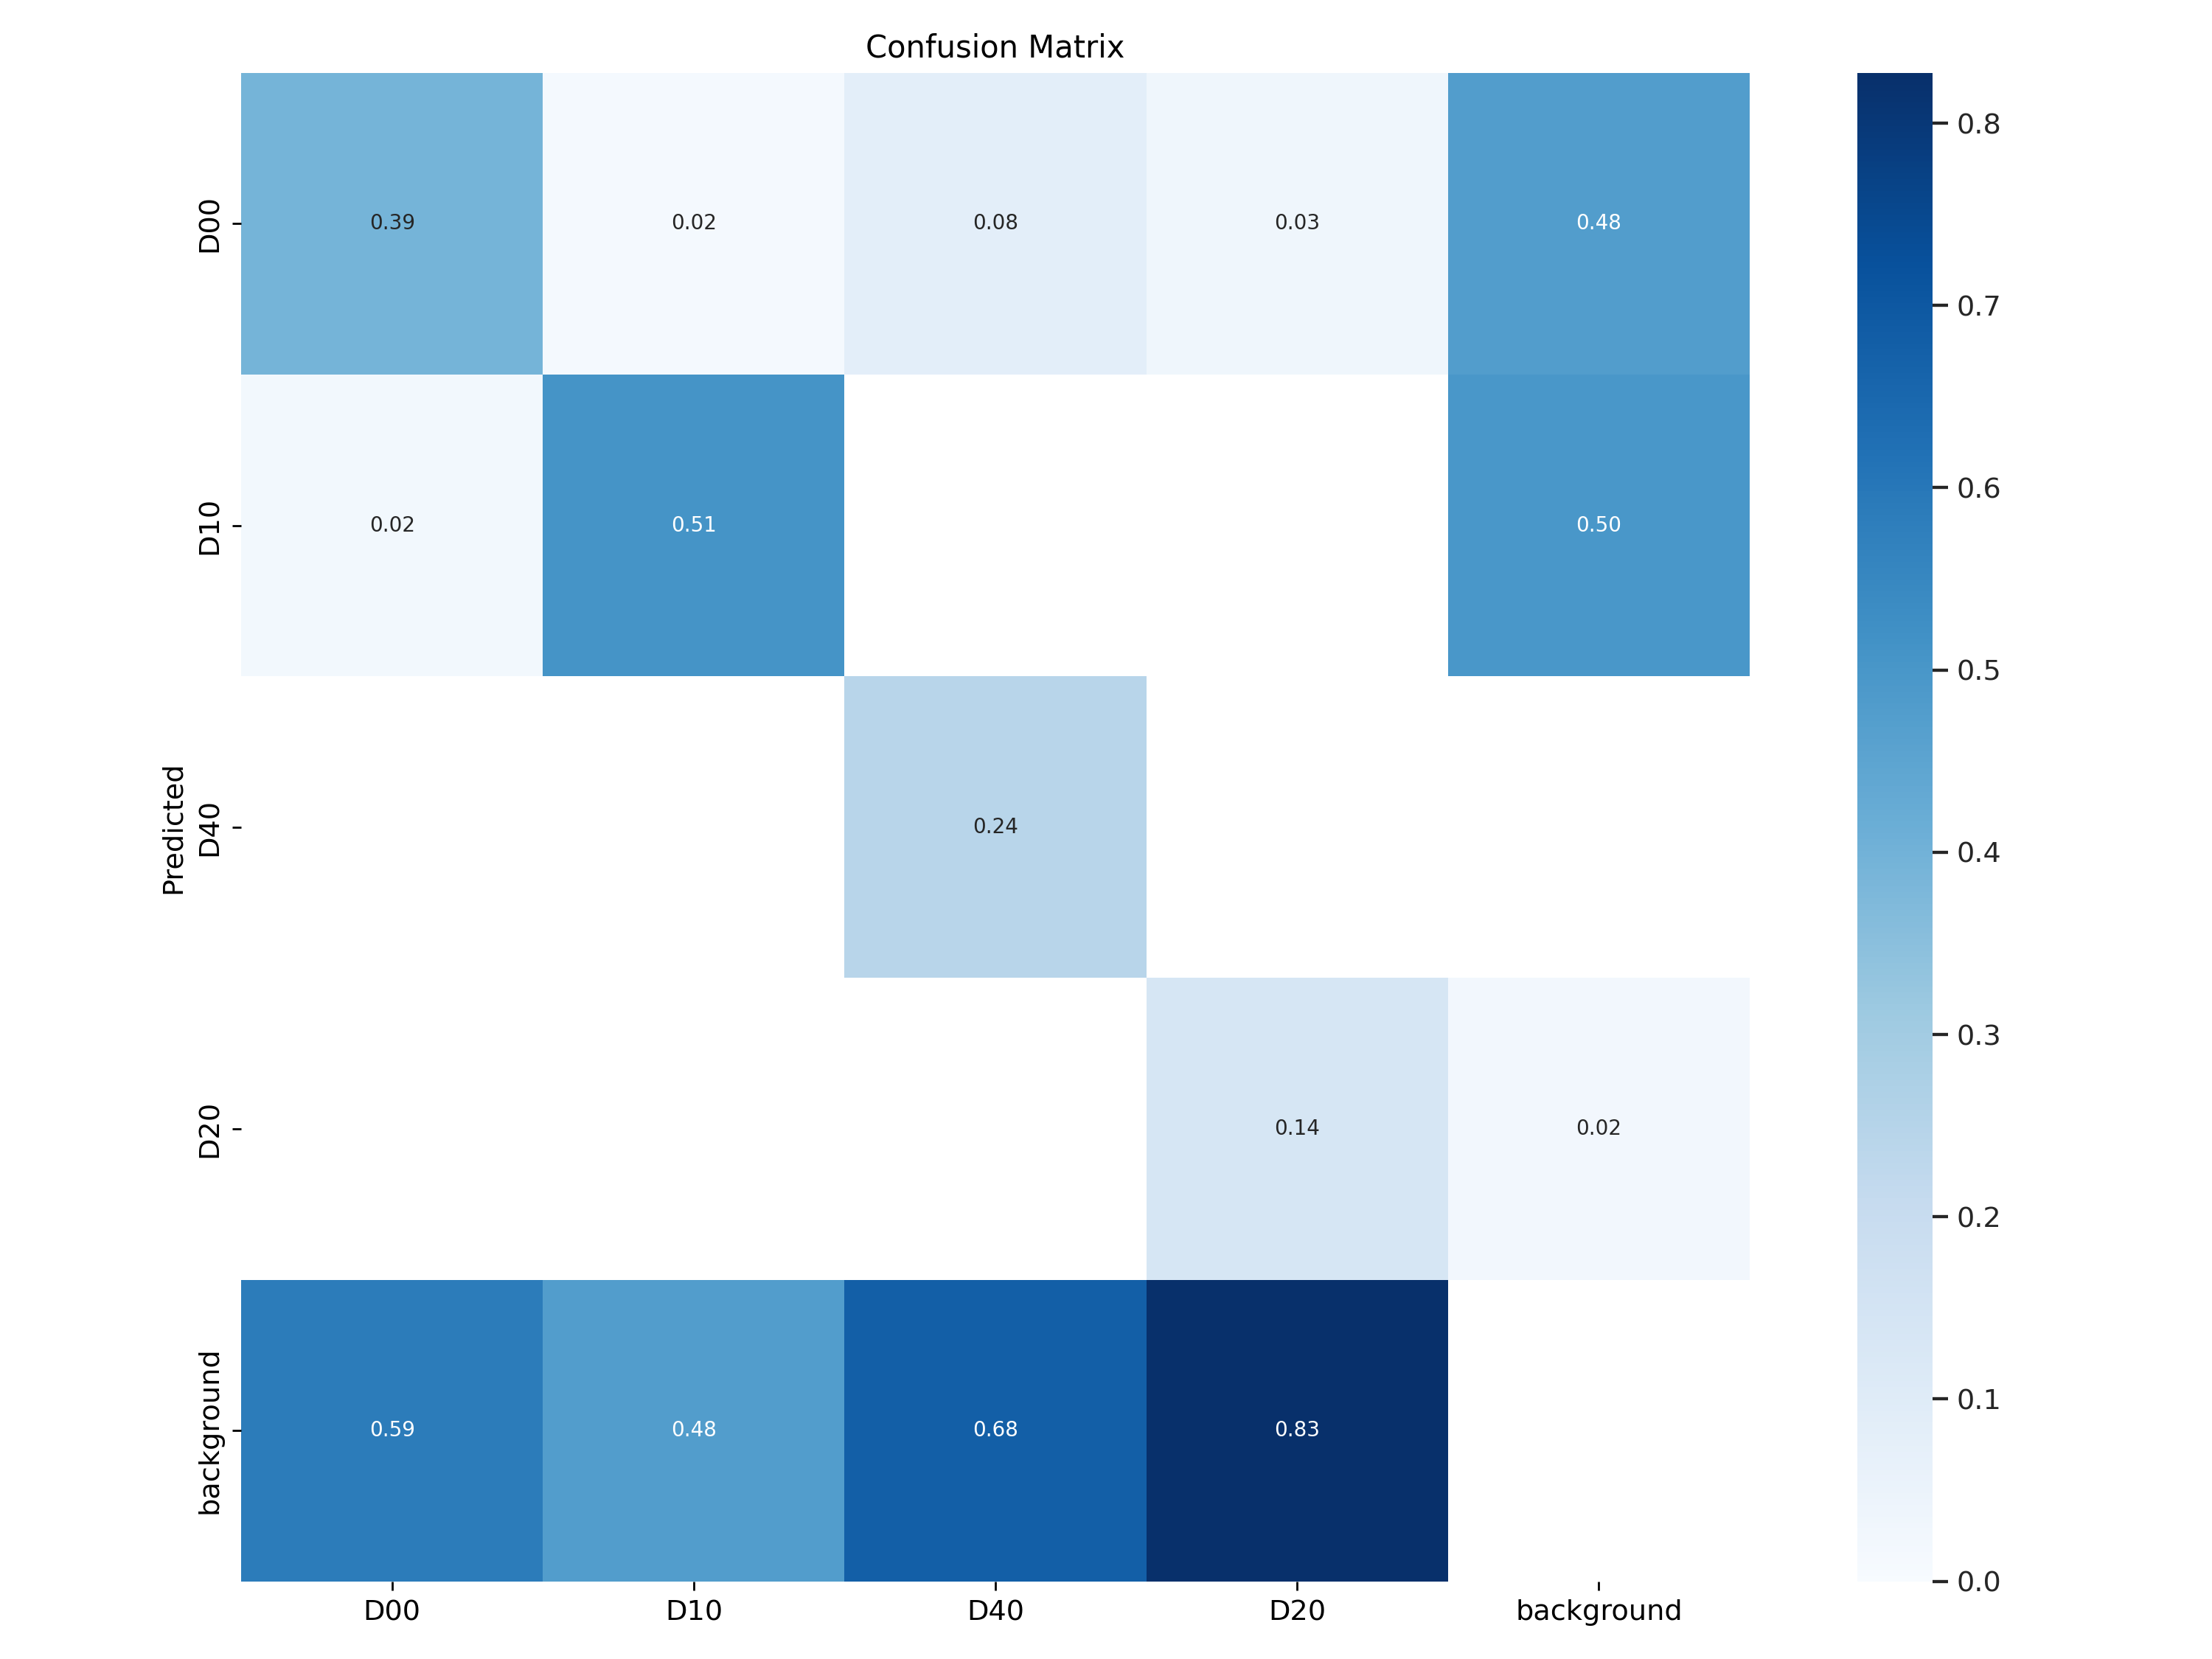 Confusion Matrix
D00 0.39 0.02 0.08 0.03 0.48
D10 0.02 0.51 0.50
D40 0.24
D20 0.14 0.02
background 0.59 0.48 0.68 0.83
Predicted
D00 D10 D40 D20 background
0.8
0.7
0.6
0.5
0.4
0.3
0.2
0.1
0.0